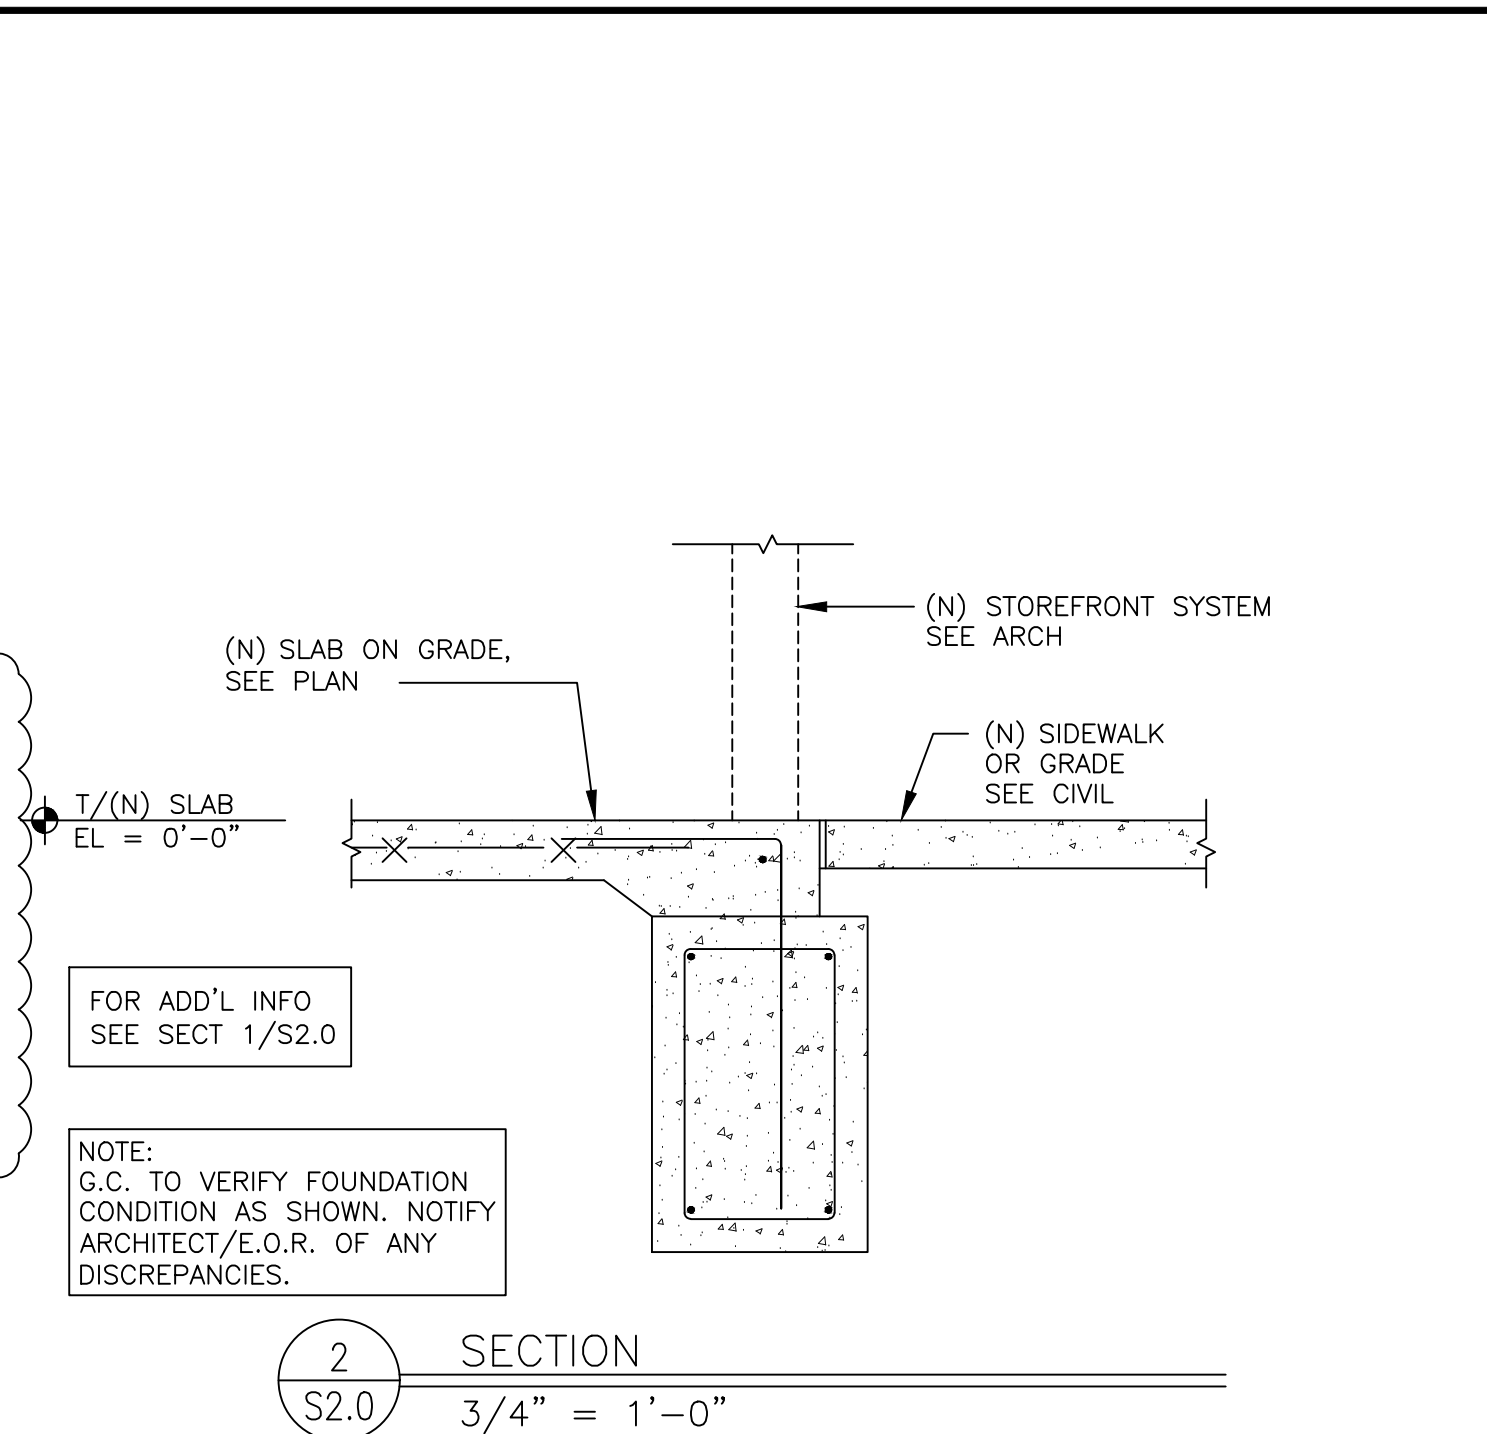 (N) STOREFRONT SYSTEM
SEE ARCH
(N) SLAB ON GRADE,
SEE PLAN
(N) SIDEWALK
OR GRADE
SEE CIVIL
T/(N) SLAB
EL = 0'-0"
FOR ADD'L INFO
SEE SECT 1/S2.0
NOTE:
G.C. TO VERIFY FOUNDATION
CONDITION AS SHOWN. NOTIFY
ARCHITECT/E.O.R. OF ANY
DISCREPANCIES.
2
SECTION
S2.0
3/4" = 1'-0"